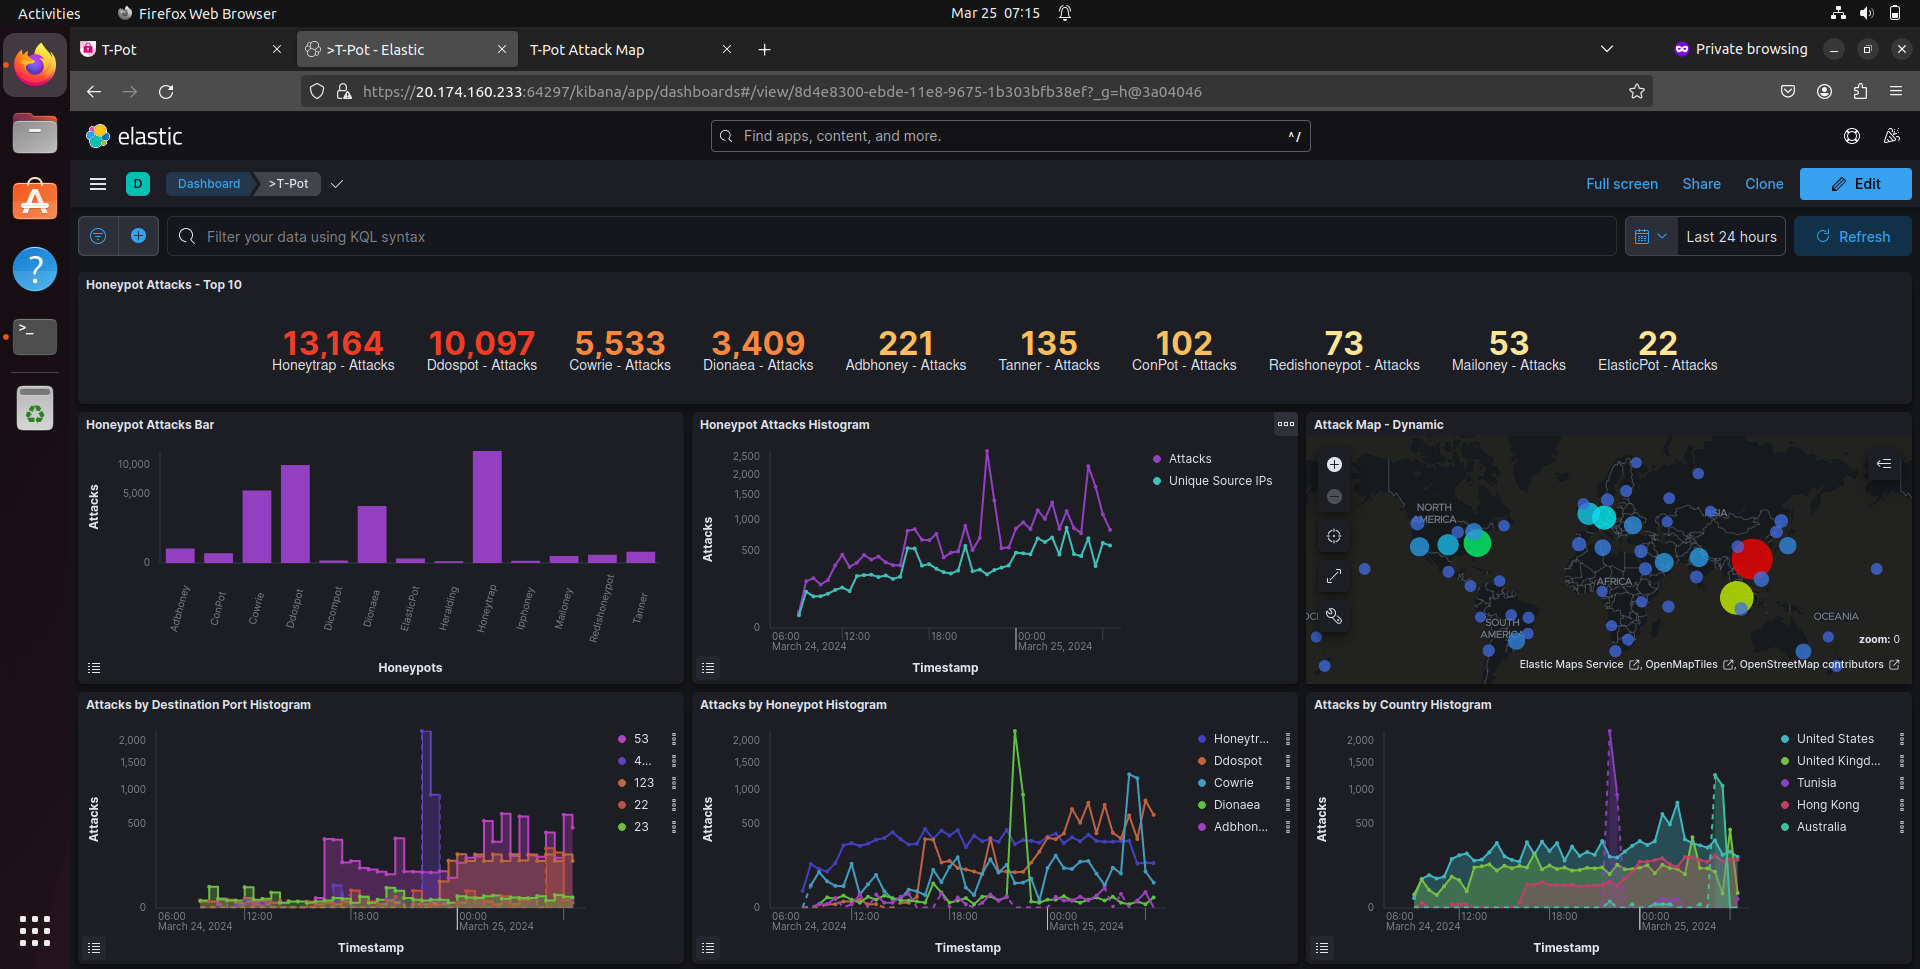 Activities Firefox Web Browser Mar 25 07:15
T-Pot >T-Pot - Elastic T-Pot Attack Map Private browsing
https://20.174.160.233:64297/kibana/app/dashboards#/view/8d4e8300-ebde-11e8-9675-1b303bfb38ef?_g=h@3a04046
elastic Find apps, content, and more. ^/
D Dashboard >T-Pot Full screen Share Clone Edit
Filter your data using KQL syntax Last 24 hours Refresh
Honeypot Attacks - Top 10
13,164 10,097 5,533 3,409 221 135 102 73 53 22
Honeytrap - Attacks Ddospot - Attacks Cowrie - Attacks Dionaea - Attacks Adbhoney - Attacks Tanner - Attacks ConPot - Attacks Redishoneypot - Attacks Mailoney - Attacks ElasticPot - Attacks
Honeypot Attacks Bar
Attacks
10,000
5,000
0
Adbhoney ConPot Cowrie Ddospot Dicompot Dionaea ElasticPot Heralding Honeytrap Ipphoney Mailoney Redishoneypot Tanner
Honeypots
Honeypot Attacks Histogram
Attacks
2,500
2,000
1,500
1,000
500
0
06:00 12:00 18:00 00:00
March 24, 2024 March 25, 2024
Timestamp
Attacks
Unique Source IPs
Attack Map - Dynamic
NORTH
AMERICA
ASIA
AFRICA
SOUTH
AMERICA
OCEANIA
zoom: 0
Elastic Maps Service , OpenMapTiles , OpenStreetMap contributors
Attacks by Destination Port Histogram
Attacks
2,000
1,500
1,000
500
0
06:00 12:00 18:00 00:00
March 24, 2024 March 25, 2024
Timestamp
53
4...
123
22
23
Attacks by Honeypot Histogram
Attacks
2,000
1,500
1,000
500
0
06:00 12:00 18:00 00:00
March 24, 2024 March 25, 2024
Timestamp
Honeytr...
Ddospot
Cowrie
Dionaea
Adbhon...
Attacks by Country Histogram
Attacks
2,000
1,500
1,000
500
0
06:00 12:00 18:00 00:00
March 24, 2024 March 25, 2024
Timestamp
United States
United Kingd...
Tunisia
Hong Kong
Australia